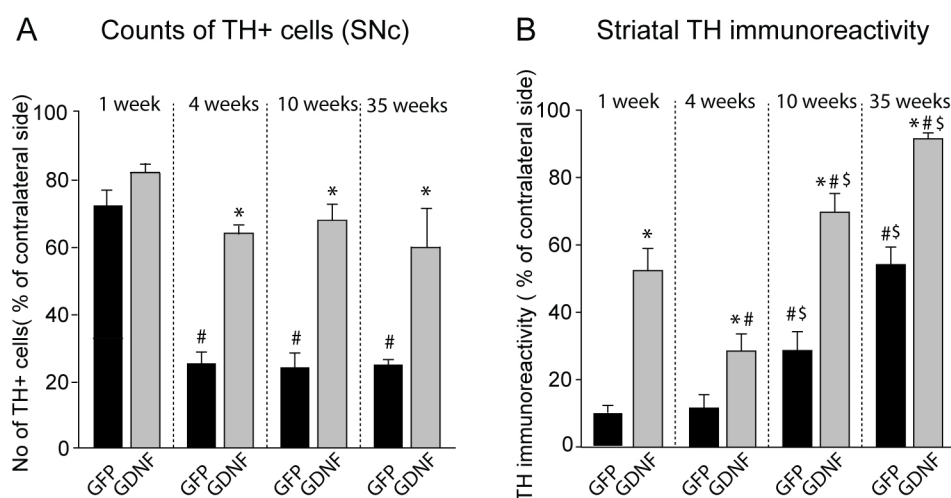 A Counts of TH+ cells (SNc)
No of TH+ cells( % of contralateral side)
1 week 4 weeks 10 weeks 35 weeks
100
80
60
40
20
0
* * *
# # #
GFP GDNF GFP GDNF GFP GDNF GFP GDNF
B Striatal TH immunoreactivity
TH immunoreactivity ( % of contralateral side)
1 week 4 weeks 10 weeks 35 weeks
100
80
60
40
20
0
* *# #$ *#$ #$ *#$
GFP GDNF GFP GDNF GFP GDNF GFP GDNF